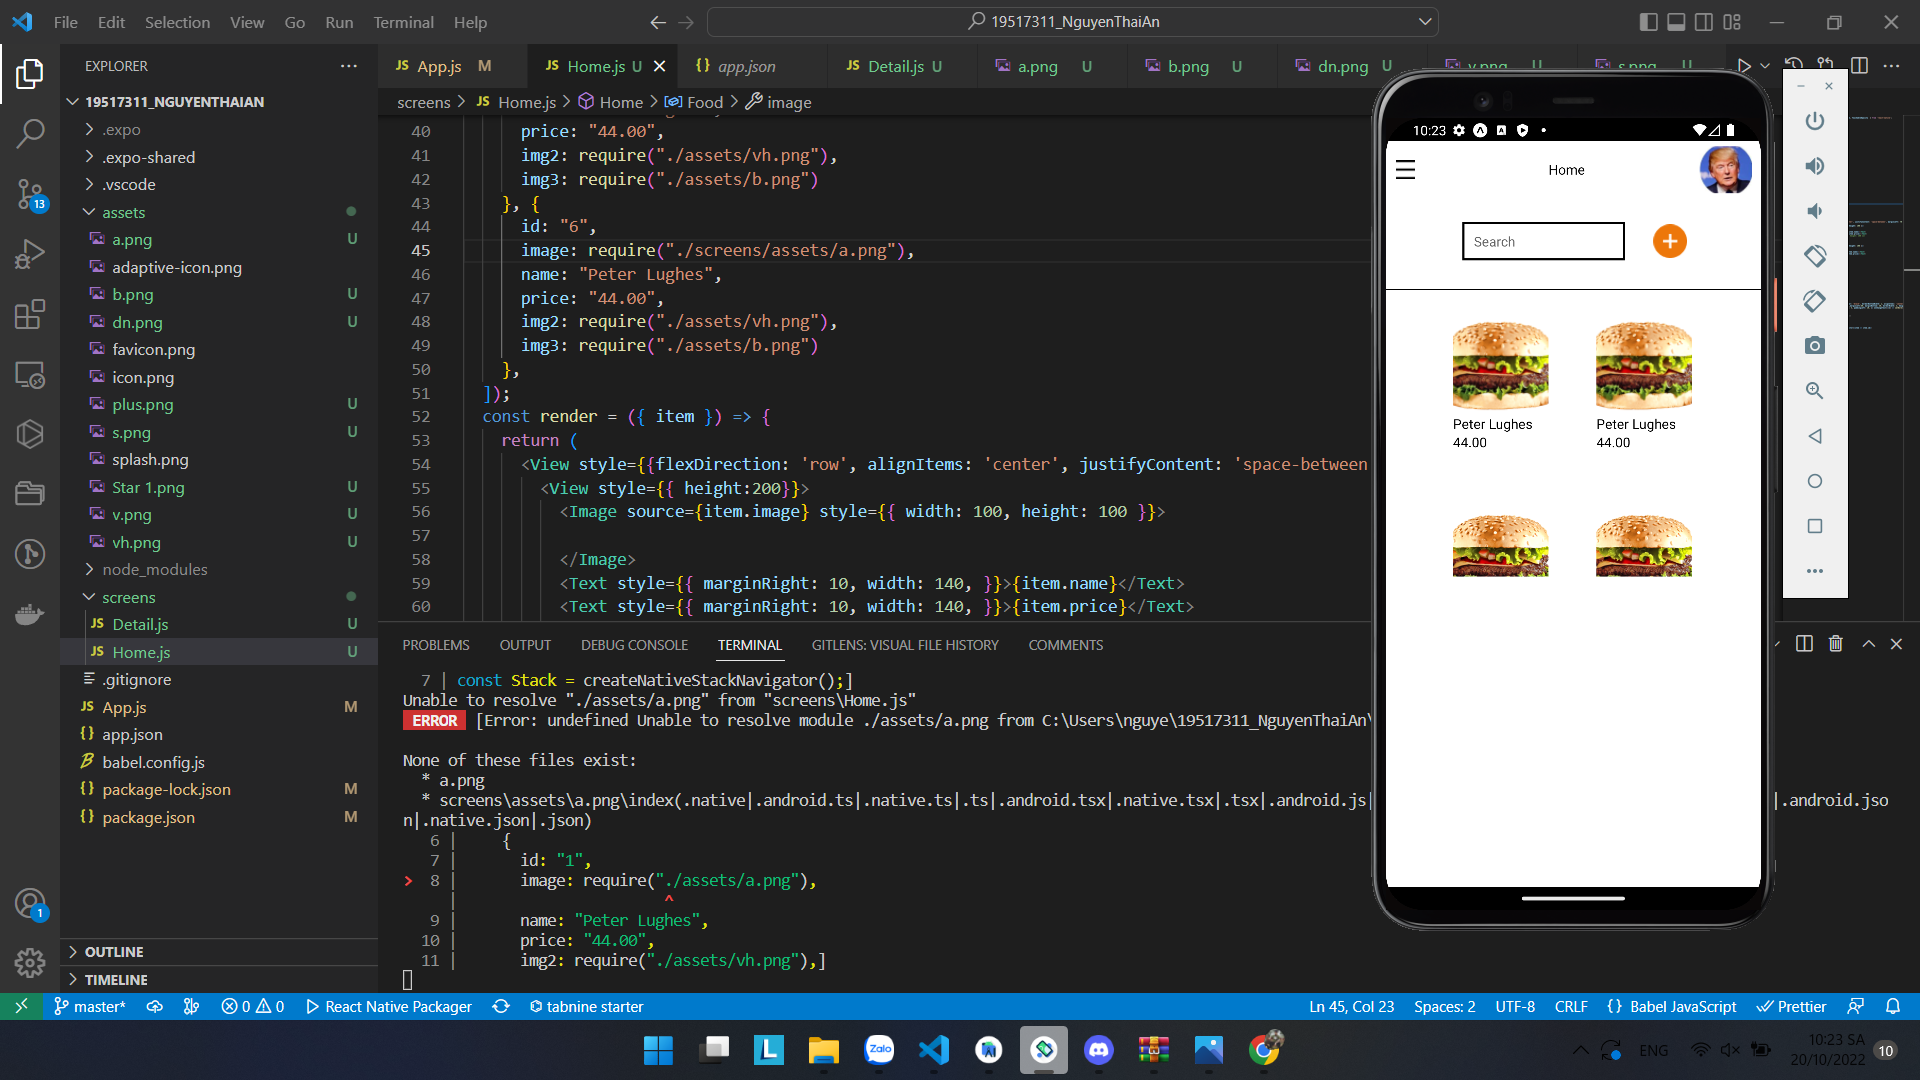 File Edit Selection View Go Run Terminal Help
19517311_NguyenThaiAn
EXPLORER
19517311_NGUYENTHAIAN
.expo
.expo-shared
.vscode
assets
a.png U
adaptive-icon.png
b.png U
dn.png U
favicon.png
icon.png
plus.png U
s.png U
splash.png
Star 1.png U
v.png U
vh.png U
node_modules
screens
Detail.js U
Home.js U
.gitignore
App.js M
app.json
babel.config.js
package-lock.json M
package.json M
OUTLINE
TIMELINE
13
1
JS App.js M
JS Home.js U
{} app.json
JS Detail.js U
a.png U
b.png U
dn.png U
v.png U
s.png U
screens > JS Home.js > Home > Food > image
40 price: "44.00",
41 img2: require("./assets/vh.png"),
42 img3: require("./assets/b.png")
43 }, {
44 id: "6",
45 image: require("./screens/assets/a.png"),
46 name: "Peter Lughes",
47 price: "44.00",
48 img2: require("./assets/vh.png"),
49 img3: require("./assets/b.png")
50 },
51 ]);
52 const render = ({ item }) => {
53 return (
54 <View style={{flexDirection: 'row', alignItems: 'center', justifyContent: 'space-between
55 <View style={{ height:200}}>
56 <Image source={item.image} style={{ width: 100, height: 100 }}>
57
58 </Image>
59 <Text style={{ marginRight: 10, width: 140, }}>{item.name}</Text>
60 <Text style={{ marginRight: 10, width: 140, }}>{item.price}</Text>
PROBLEMS OUTPUT DEBUG CONSOLE TERMINAL GITLENS: VISUAL FILE HISTORY COMMENTS
7 | const Stack = createNativeStackNavigator();]
Unable to resolve "./assets/a.png" from "screens\Home.js"
ERROR [Error: undefined Unable to resolve module ./assets/a.png from C:\Users\nguye\19517311_NguyenThaiAn\
None of these files exist:
* a.png
* screens\assets\a.png\index(.native|.android.ts|.native.ts|.ts|.android.tsx|.native.tsx|.tsx|.android.js| |.android.jso
n|.native.json|.json)
6 | {
7 | id: "1",
> 8 | image: require("./assets/a.png"),
| ^
9 | name: "Peter Lughes",
10 | price: "44.00",
11 | img2: require("./assets/vh.png"),]
10:23
Home
Search
Peter Lughes
44.00
Peter Lughes
44.00
master* 0 0 React Native Packager tabnine starter
Ln 45, Col 23 Spaces: 2 UTF-8 CRLF {} Babel JavaScript Prettier
L
Zalo
ENG
10:23 SA
20/10/2022
10